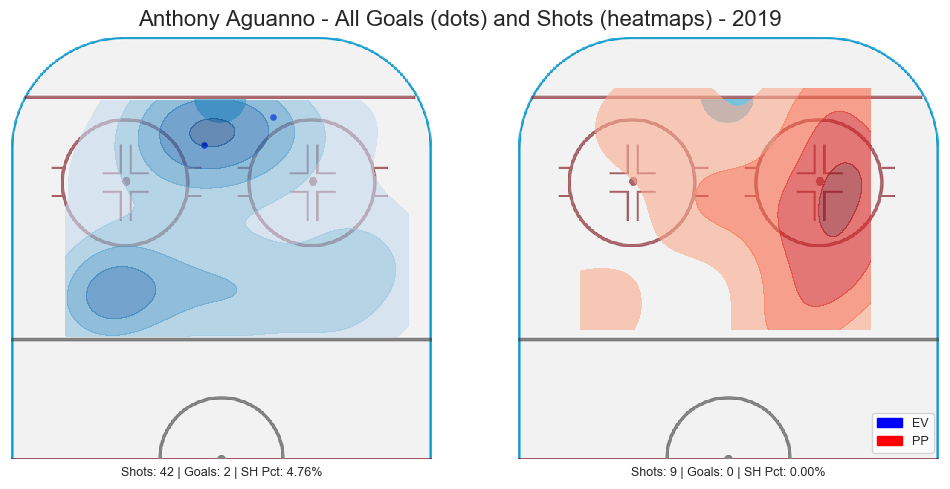 Anthony Aguanno - All Goals (dots) and Shots (heatmaps) - 2019
EV
PP
Shots: 42 | Goals: 2 | SH Pct: 4.76%
Shots: 9 | Goals: 0 | SH Pct: 0.00%